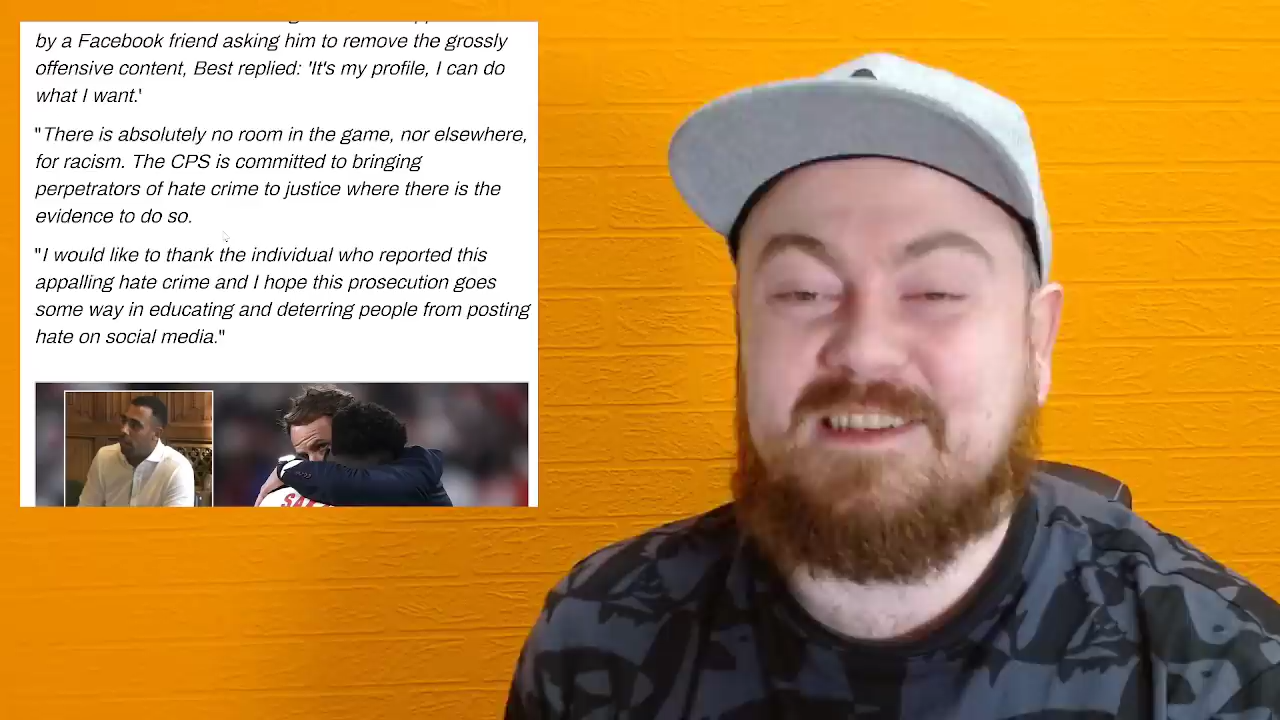 by a Facebook friend asking him to remove the grossly
offensive content, Best replied: 'It's my profile, I can do
what I want.'
"There is absolutely no room in the game, nor elsewhere,
for racism. The CPS is committed to bringing
perpetrators of hate crime to justice where there is the
evidence to do so.
"I would like to thank the individual who reported this
appalling hate crime and I hope this prosecution goes
some way in educating and deterring people from posting
hate on social media."